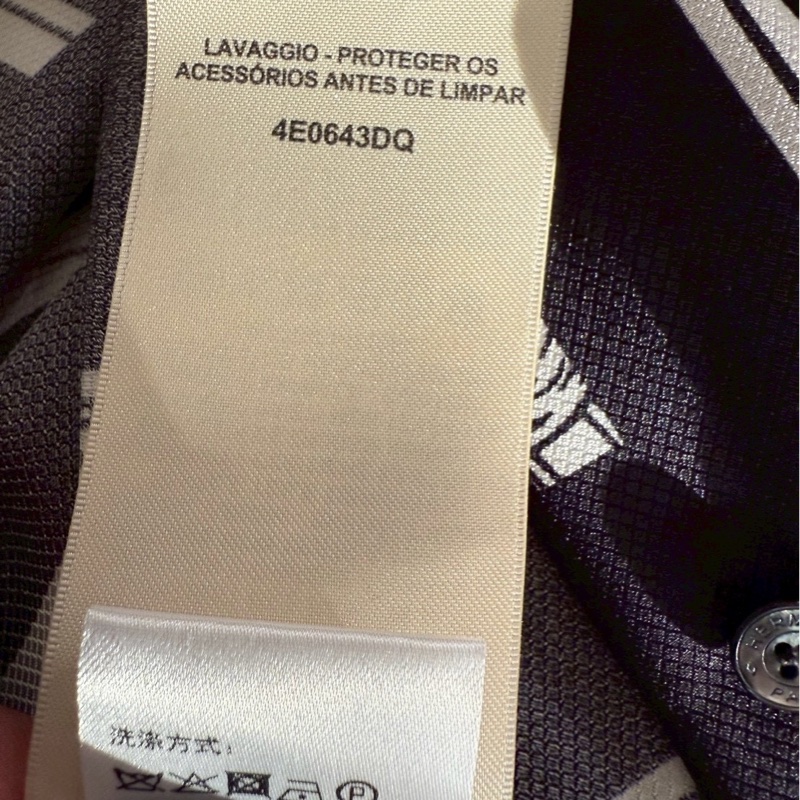 LAVAGGIO - PROTEGER OS
ACESSÓRIOS ANTES DE LIMPAR
4E0643DQ
洗涤方式:
P